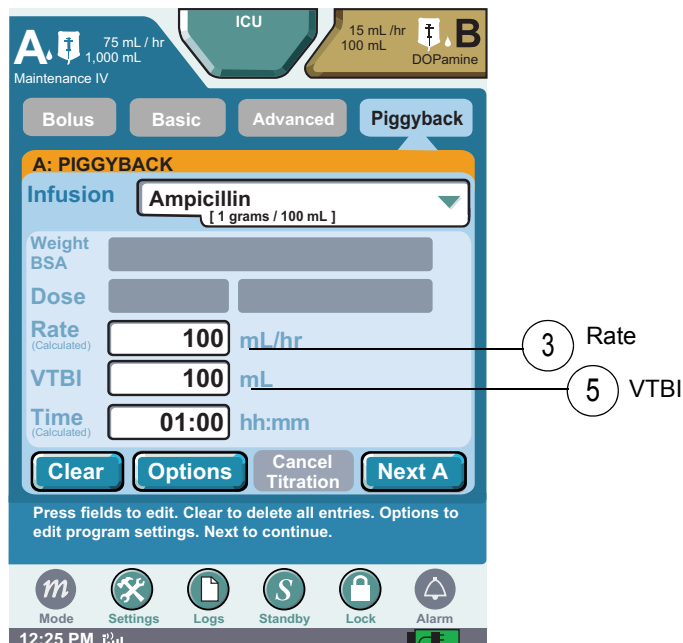 ICU
A 75 mL / hr
1,000 mL
Maintenance IV
15 mL /hr
100 mL
B
DOPamine
Bolus Basic Advanced Piggyback
A: PIGGYBACK
Infusion Ampicillin
[ 1 grams / 100 mL ]
Weight
BSA
Dose
Rate 100 mL/hr
(Calculated)
3 Rate
VTBI 100 mL
5 VTBI
Time 01:00 hh:mm
(Calculated)
Clear Options Cancel Titration Next A
Press fields to edit. Clear to delete all entries. Options to
edit program settings. Next to continue.
m S
Mode Settings Logs Standby Lock Alarm
12:25 PM